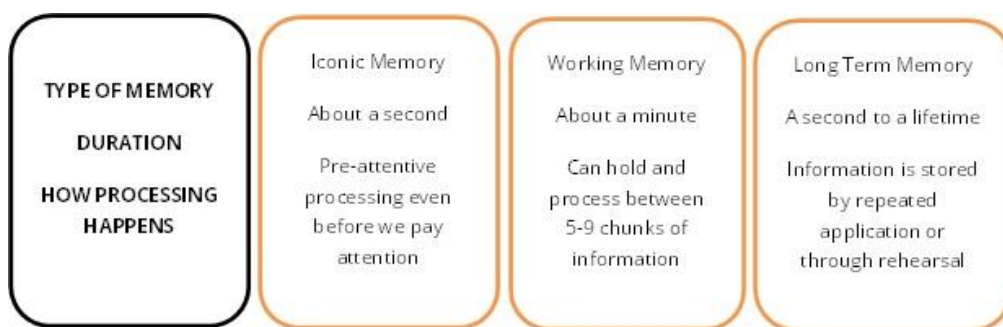 TYPE OF MEMORY
DURATION
HOW PROCESSING
HAPPENS
Iconic Memory
About a second
Pre-attentive
processing even
before we pay
attention
Working Memory
About a minute
Can hold and
process between
5-9 chunks of
information
Long Term Memory
A second to a lifetime
Information is stored
by repeated
application or
through rehearsal